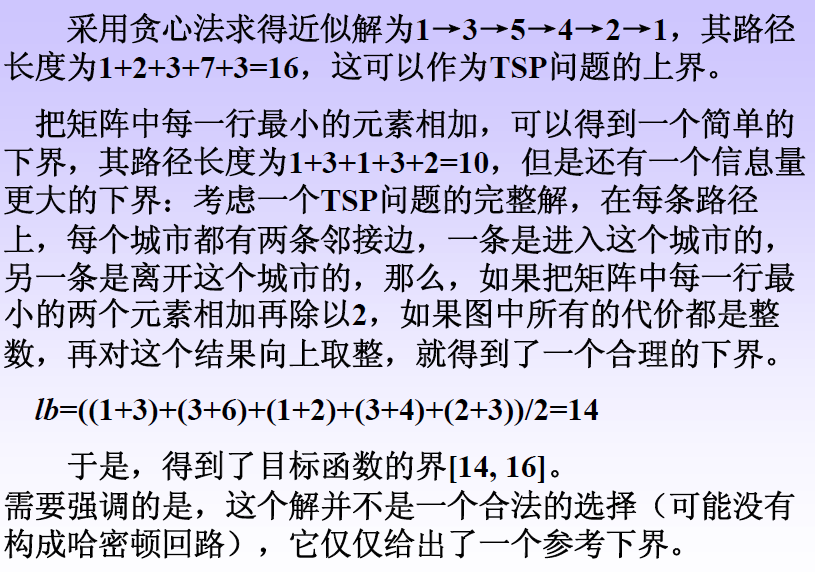 采用贪心法求得近似解为1→3→5→4→2→1，其路径
长度为1+2+3+7+3=16，这可以作为TSP问题的上界。
把矩阵中每一行最小的元素相加，可以得到一个简单的
下界，其路径长度为1+3+1+3+2=10，但是还有一个信息量
更大的下界：考虑一个TSP问题的完整解，在每条路径
上，每个城市都有两条邻接边，一条是进入这个城市的，
另一条是离开这个城市的，那么，如果把矩阵中每一行最
小的两个元素相加再除以2，如果图中所有的代价都是整
数，再对这个结果向上取整，就得到了一个合理的下界。
lb=((1+3)+(3+6)+(1+2)+(3+4)+(2+3))/2=14
于是，得到了目标函数的界[14, 16]。
需要强调的是，这个解并不是一个合法的选择（可能没有
构成哈密顿回路），它仅仅给出了一个参考下界。